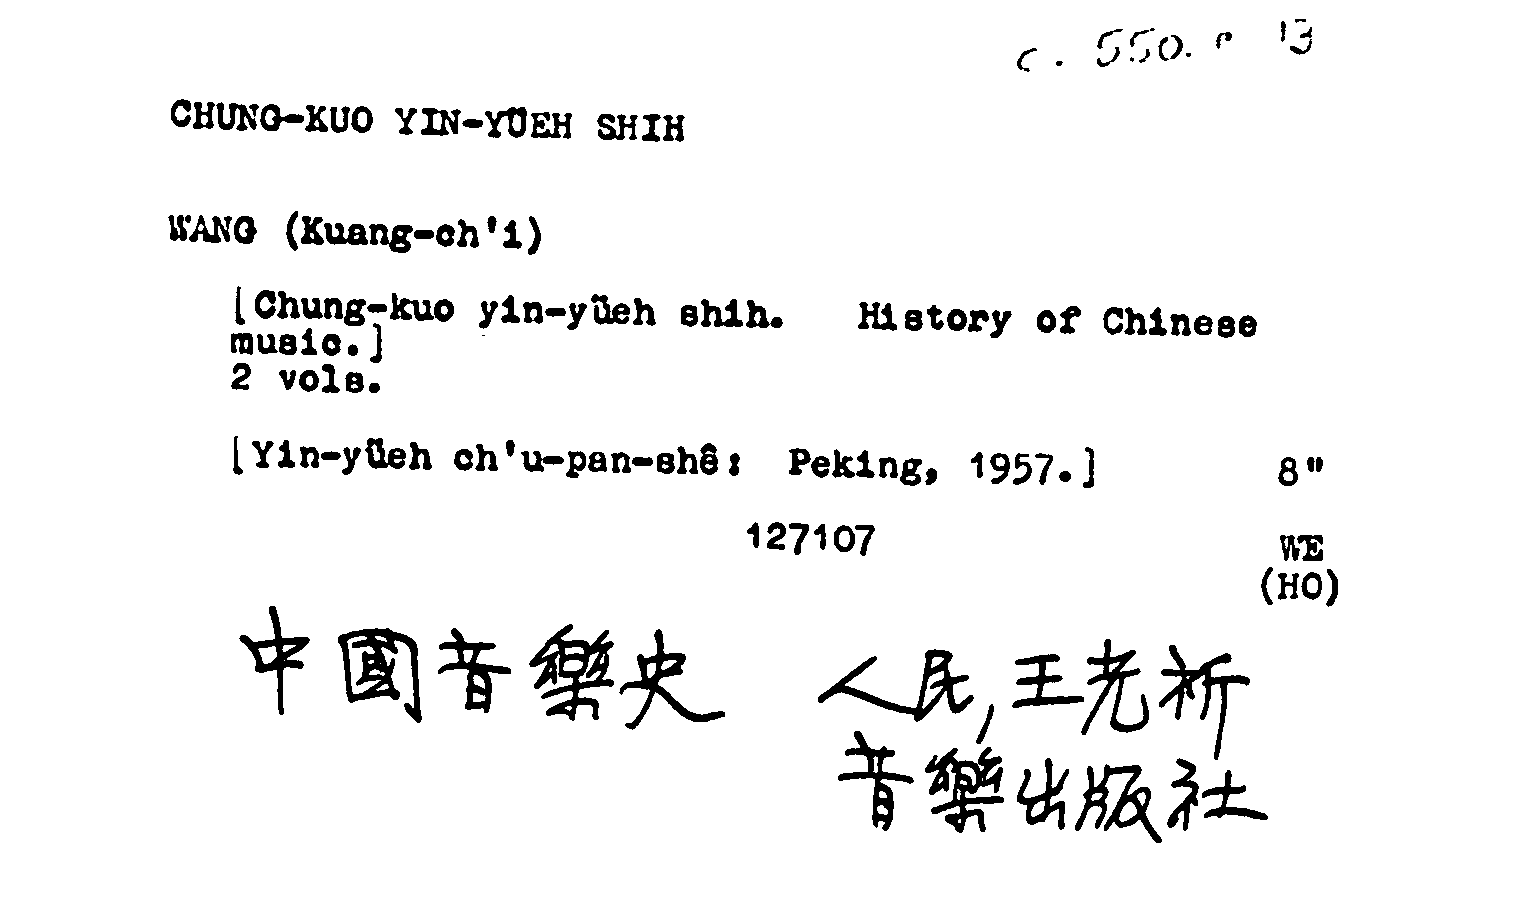 c. 550. 13
CHUNG-KUO YIN-YÜEH SHIH
WANG (Kuang-ch'i)
[Chung-kuo yin-yüeh shih. History of Chinese
music.]
2 vols.
[Yin-yüeh ch'u-pan-shê: Peking, 1957.] 8"
127107 WE
(HO)
中國音樂史 人民, 王光祈
音樂出版社